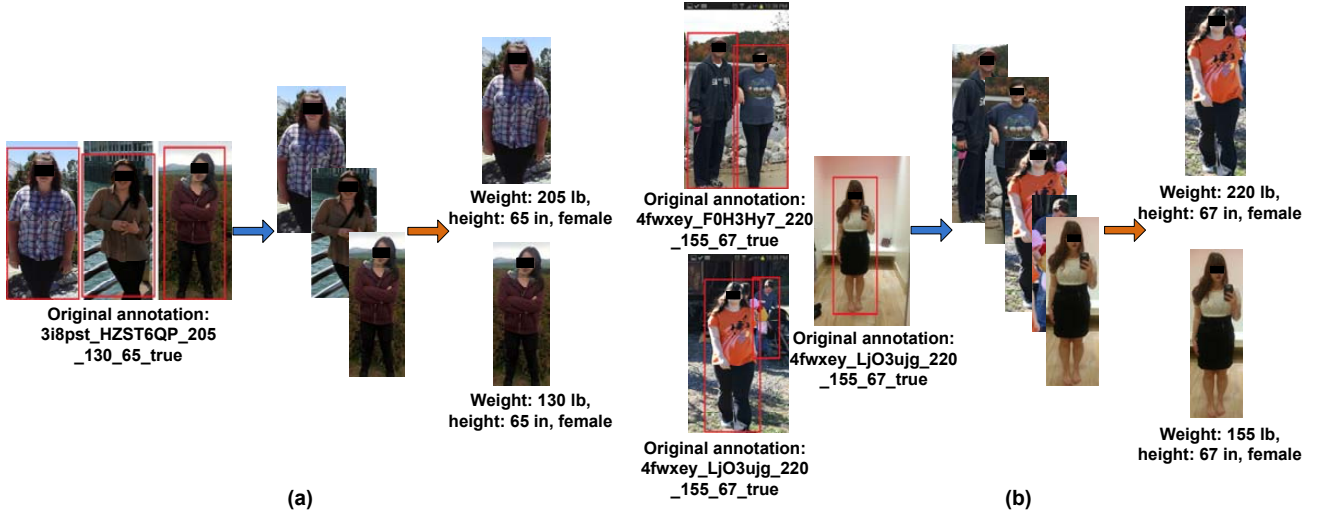 Original annotation:
3i8pst_HZST6QP_205
_130_65_true
Weight: 205 lb,
height: 65 in, female
Weight: 130 lb,
height: 65 in, female
(a)
Original annotation:
4fwxey_F0H3Hy7_220
_155_67_true
Original annotation:
4fwxey_LjO3ujg_220
_155_67_true
Original annotation:
4fwxey_LjO3ujg_220
_155_67_true
Weight: 220 lb,
height: 67 in, female
Weight: 155 lb,
height: 67 in, female
(b)